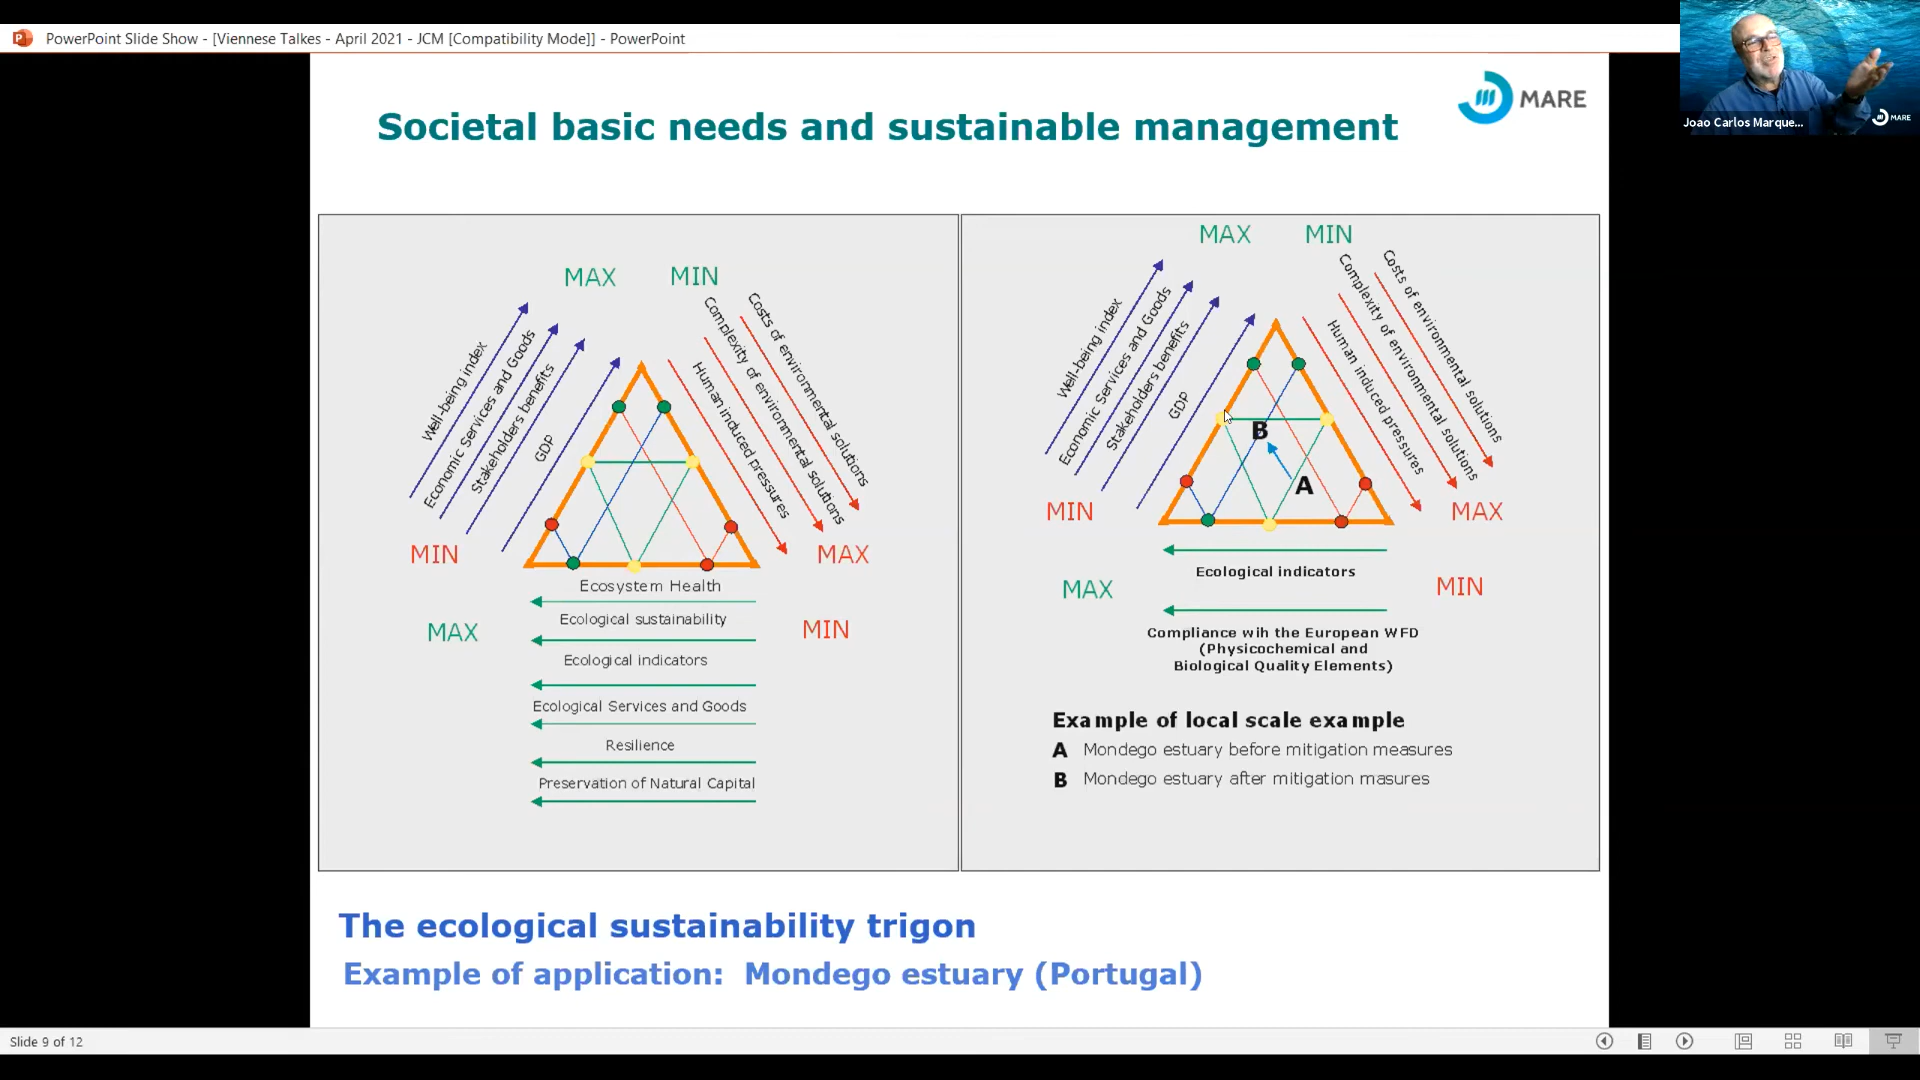 PowerPoint Slide Show - [Viennese Talkes - April 2021 - JCM [Compatibility Mode]] - PowerPoint
Joao Carlos Marque...
MARE
MARE
Societal basic needs and sustainable management
MAX
MIN
Well-being index
Economic Services and Goods
Stakeholders benefits
GDP
Human induced pressures
Complexity of environmental solutions
Costs of environmental solutions
MIN
MAX
Ecosystem Health
Ecological sustainability
MAX
MIN
Ecological indicators
Ecological Services and Goods
Resilience
Preservation of Natural Capital
MAX
MIN
Well-being index
Economic Services and Goods
Stakeholders benefits
GDP
Human induced pressures
Complexity of environmental solutions
Costs of environmental solutions
B
A
MIN
MAX
Ecological indicators
MAX
MIN
Compliance wih the European WFD
(Physicochemical and
Biological Quality Elements)
Example of local scale example
A Mondego estuary before mitigation measures
B Mondego estuary after mitigation masures
The ecological sustainability trigon
Example of application: Mondego estuary (Portugal)
Slide 9 of 12